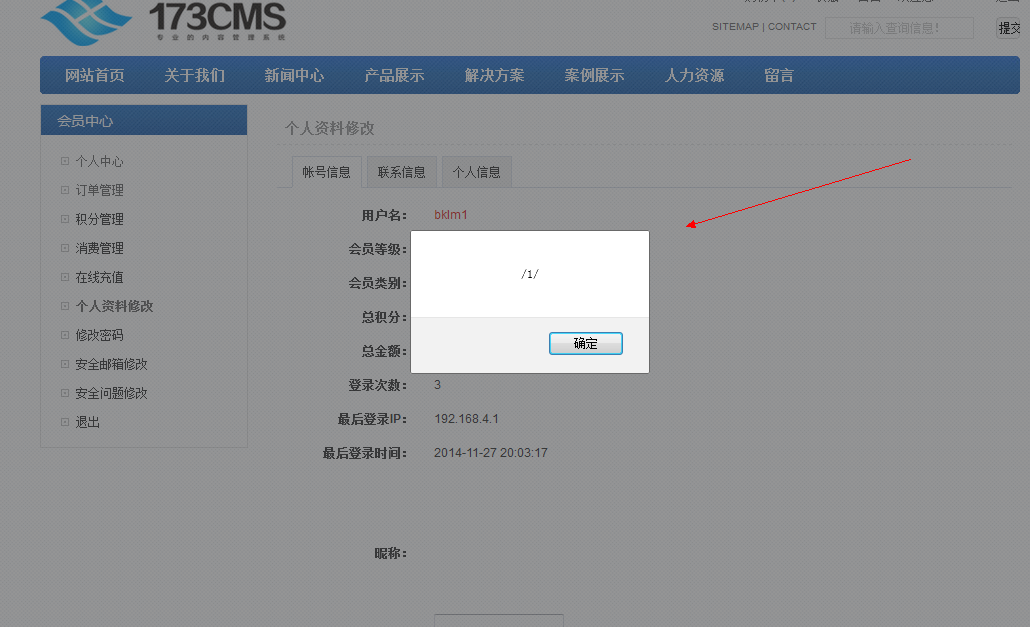 173CMS
专业的内容管理系统
SITEMAP | CONTACT
请输入查询信息！
提交
网站首页 关于我们 新闻中心 产品展示 解决方案 案例展示 人力资源 留言
会员中心
个人中心
订单管理
积分管理
消费管理
在线充值
个人资料修改
修改密码
安全邮箱修改
安全问题修改
退出
个人资料修改
帐号信息 联系信息 个人信息
用户名： bklm1
会员等级：
会员类别：
总积分：
总金额：
登录次数： 3
最后登录IP： 192.168.4.1
最后登录时间： 2014-11-27 20:03:17
昵称：
/1/
确定